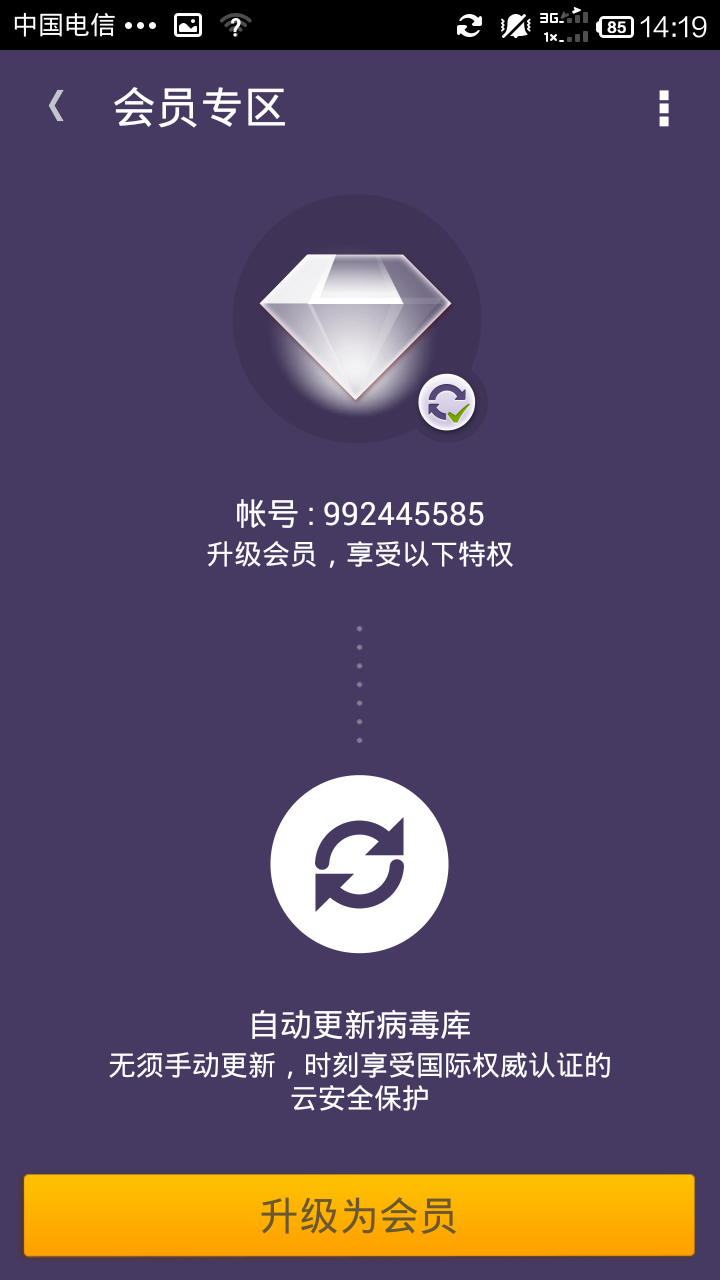 中国电信 ••• 3G 1x 85 14:19
会员专区
帐号 : 992445585
升级会员，享受以下特权
自动更新病毒库
无须手动更新，时刻享受国际权威认证的
云安全保护
升级为会员